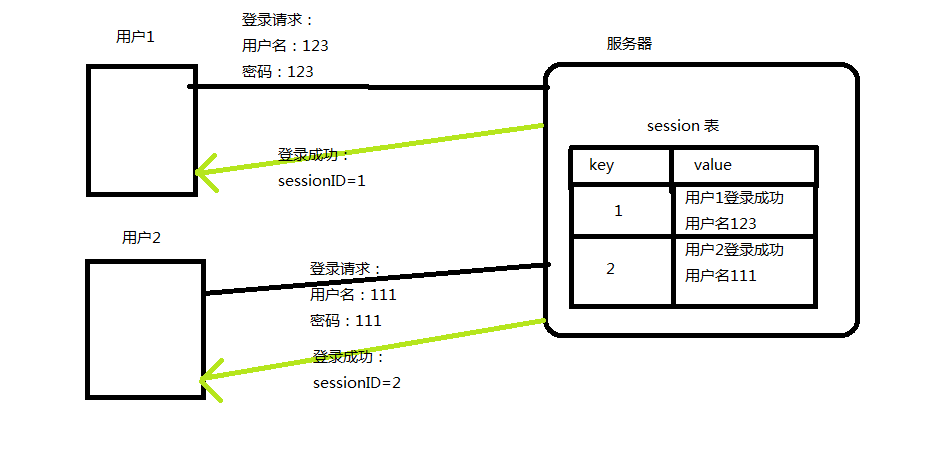 用户1
登录请求：
用户名：123
密码：123
登录成功：
sessionID=1
用户2
登录请求：
用户名：111
密码：111
登录成功：
sessionID=2
服务器
session 表
key value
1
用户1登录成功
用户名123
2
用户2登录成功
用户名111